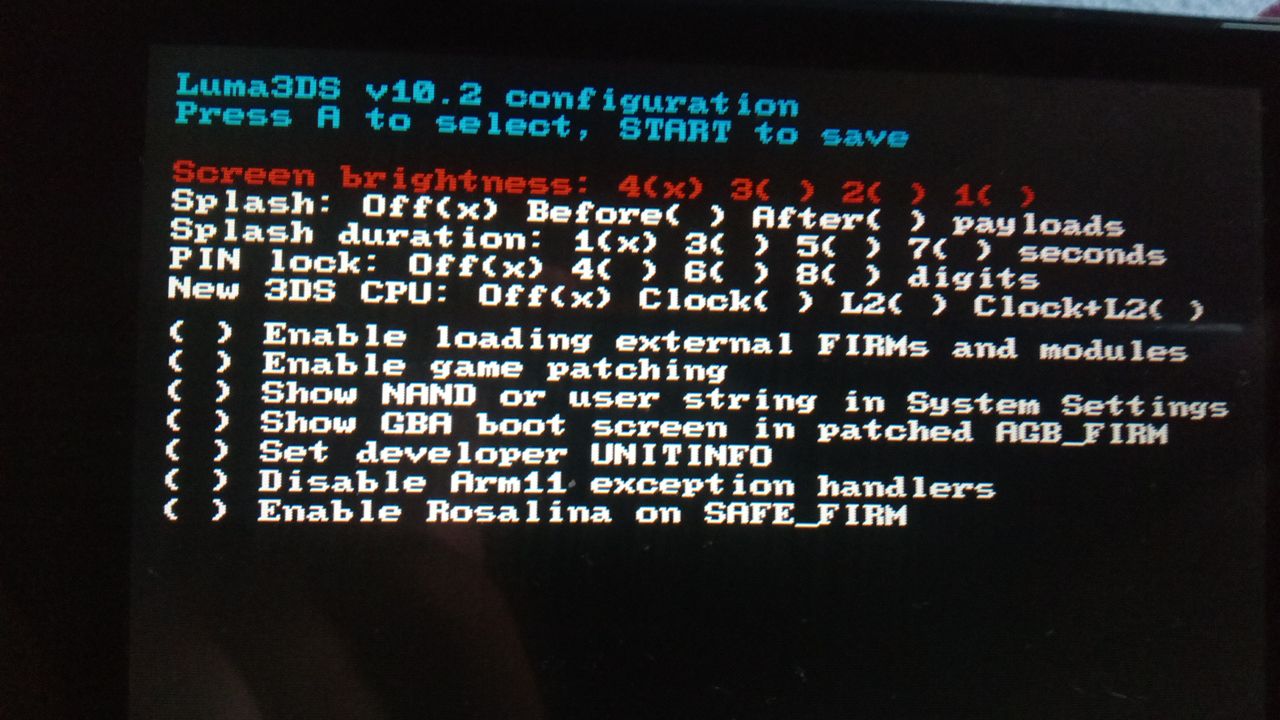 Luma3DS v10.2 configuration
Press A to select, START to save
Screen brightness: 4(x) 3( ) 2( ) 1( )
Splash: Off(x) Before( ) After( ) payloads
Splash duration: 1(x) 3( ) 5( ) 7( ) seconds
PIN lock: Off(x) 4( ) 6( ) 8( ) digits
New 3DS CPU: Off(x) Clock( ) L2( ) Clock+L2( )
( ) Enable loading external FIRMs and modules
( ) Enable game patching
( ) Show NAND or user string in System Settings
( ) Show GBA boot screen in patched AGB_FIRM
( ) Set developer UNITINFO
( ) Disable Arm11 exception handlers
( ) Enable Rosalina on SAFE_FIRM